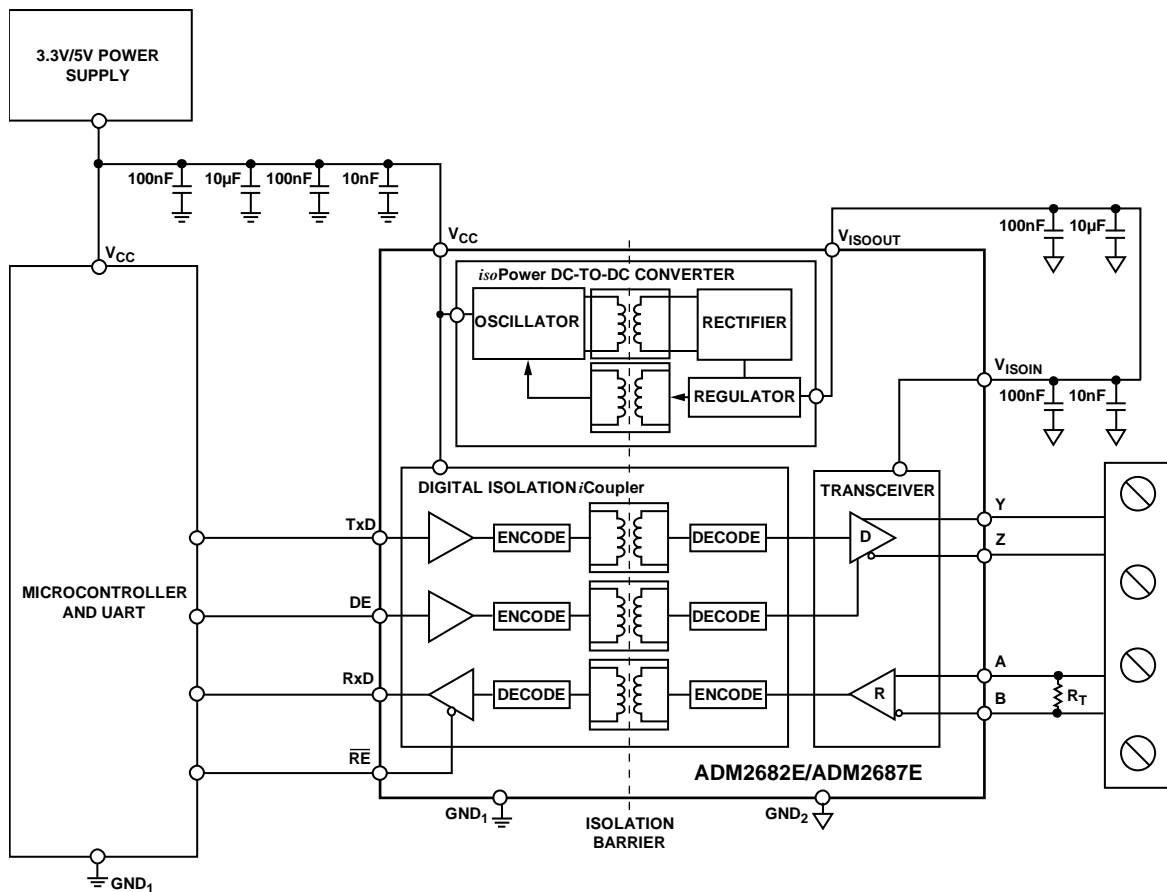 3.3V/5V POWER
SUPPLY
100nF
10µF
100nF
10nF
100nF
10µF
VCC
VCC
VISOOUT
isoPower DC-TO-DC CONVERTER
OSCILLATOR
RECTIFIER
REGULATOR
VISOIN
100nF
10nF
DIGITAL ISOLATION iCoupler
TRANSCEIVER
TxD
ENCODE
DECODE
D
Y
Z
MICROCONTROLLER
AND UART
DE
ENCODE
DECODE
RxD
DECODE
ENCODE
R
A
B
RT
RE
ADM2682E/ADM2687E
GND1
ISOLATION
BARRIER
GND2
GND1